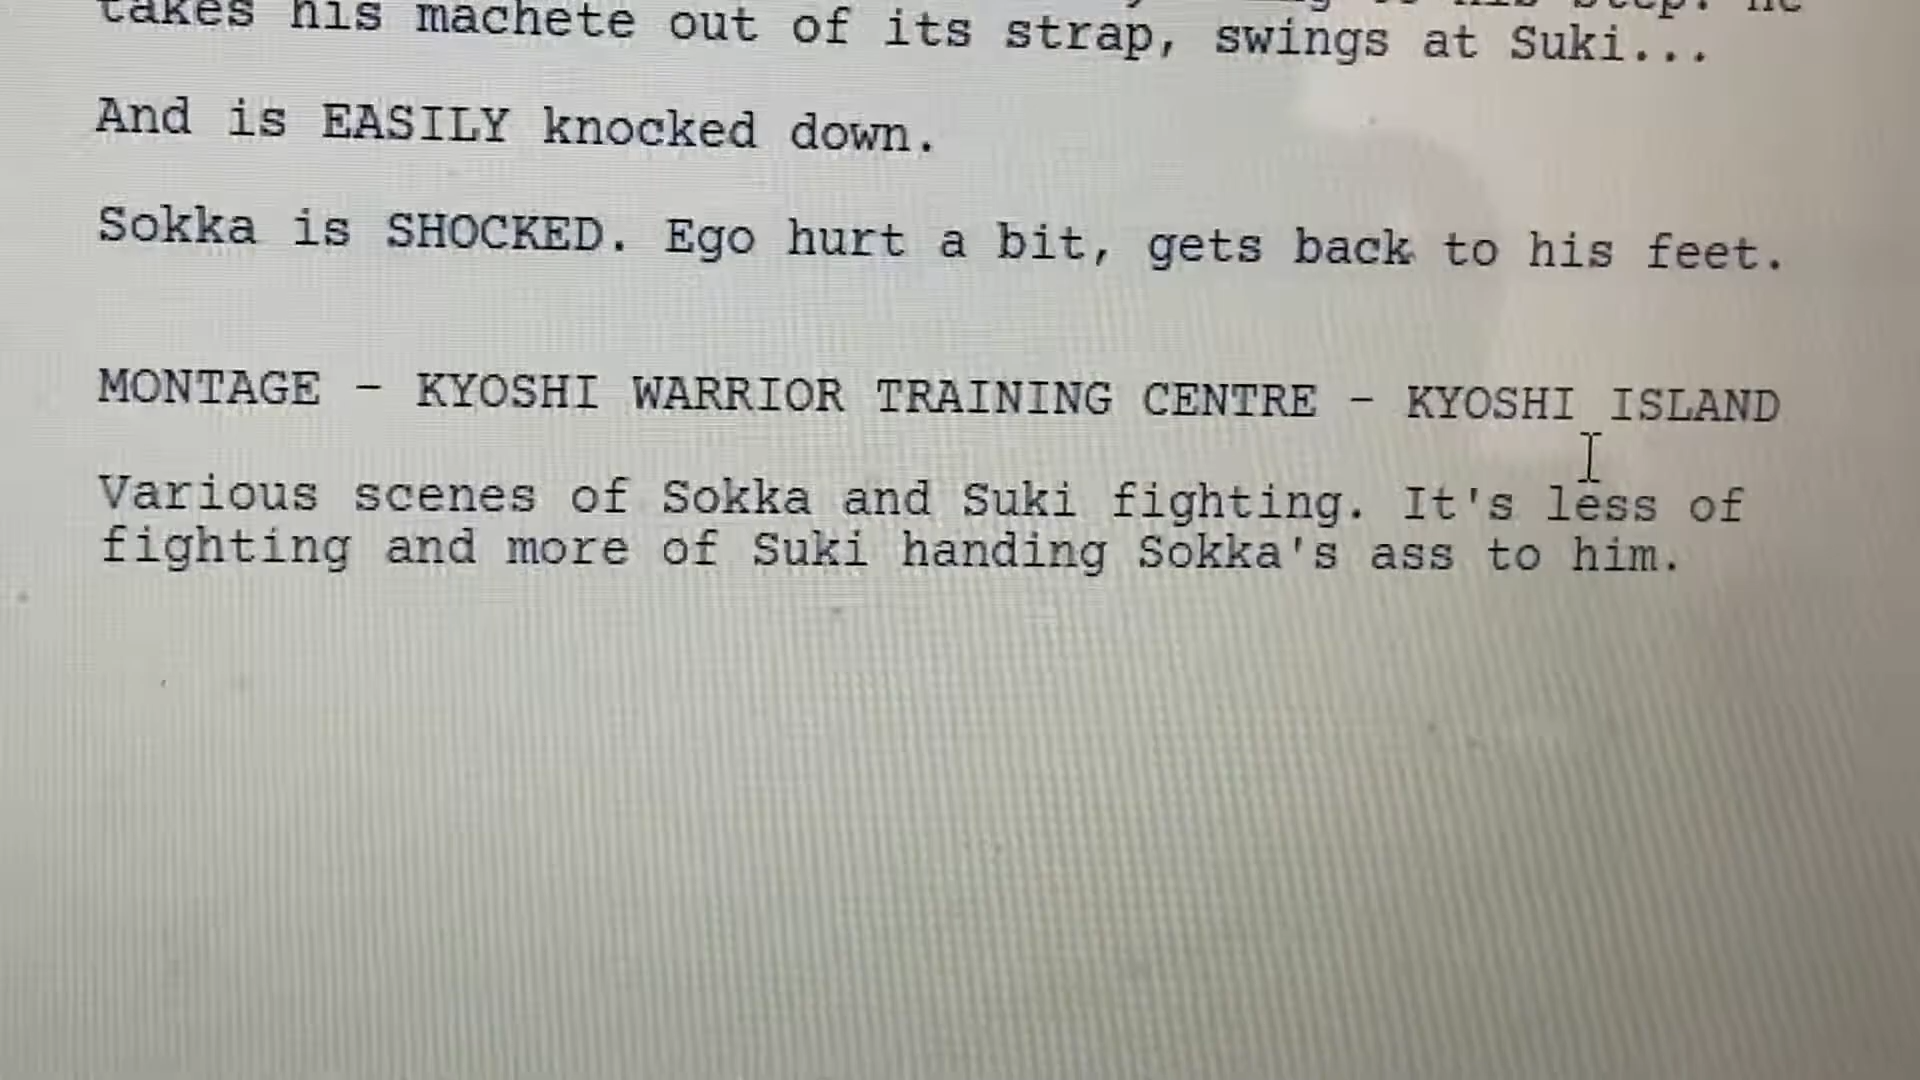 takes his machete out of its strap, swings at Suki...
And is EASILY knocked down.
Sokka is SHOCKED. Ego hurt a bit, gets back to his feet.
MONTAGE - KYOSHI WARRIOR TRAINING CENTRE - KYOSHI ISLAND
Various scenes of Sokka and Suki fighting. It's less of
fighting and more of Suki handing Sokka's ass to him.